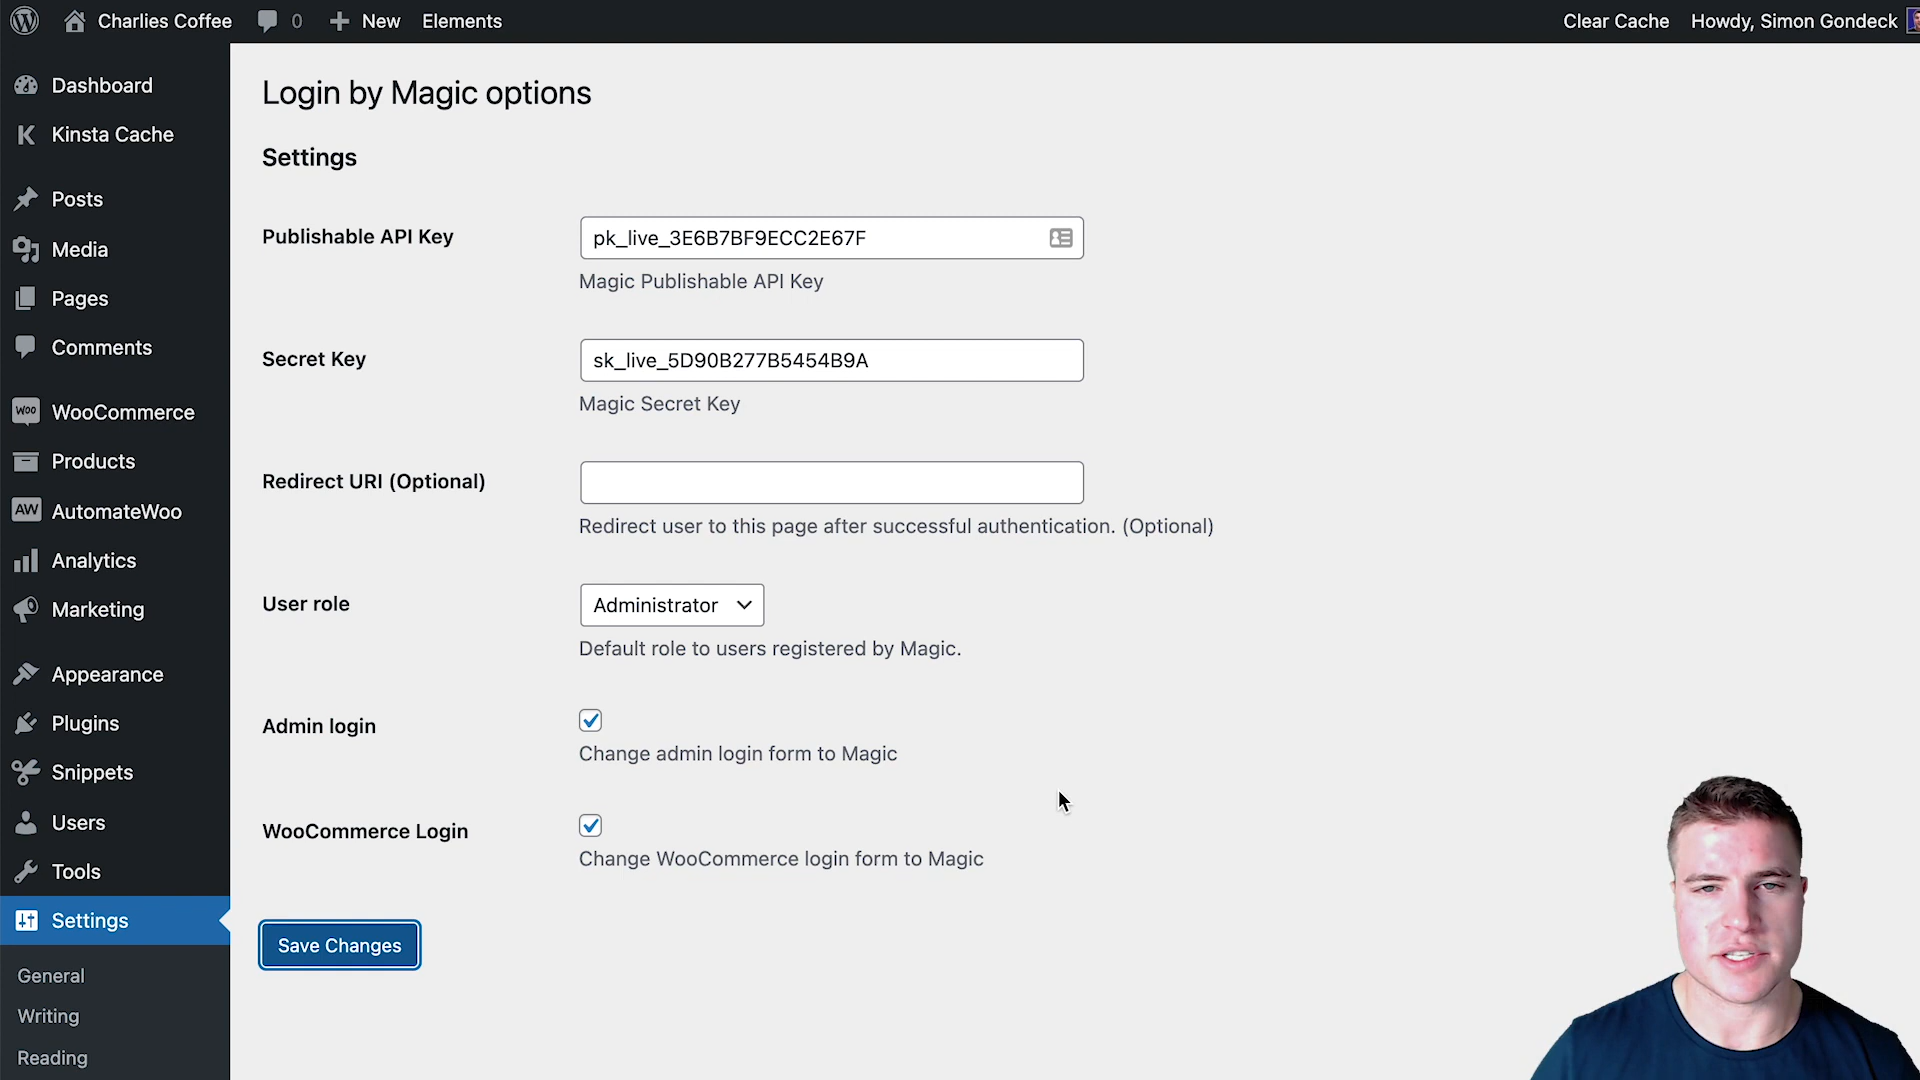 Charlies Coffee 0 New Elements Clear Cache Howdy, Simon Gondeck
Dashboard
Kinsta Cache
Posts
Media
Pages
Comments
Woo WooCommerce
Products
AW AutomateWoo
Analytics
Marketing
Appearance
Plugins
Snippets
Users
Tools
Settings
General
Writing
Reading
Login by Magic options
Settings
Publishable API Key
pk_live_3E6B7BF9ECC2E67F
Magic Publishable API Key
Secret Key
sk_live_5D90B277B5454B9A
Magic Secret Key
Redirect URI (Optional)
Redirect user to this page after successful authentication. (Optional)
User role
Administrator
Default role to users registered by Magic.
Admin login
Change admin login form to Magic
WooCommerce Login
Change WooCommerce login form to Magic
Save Changes